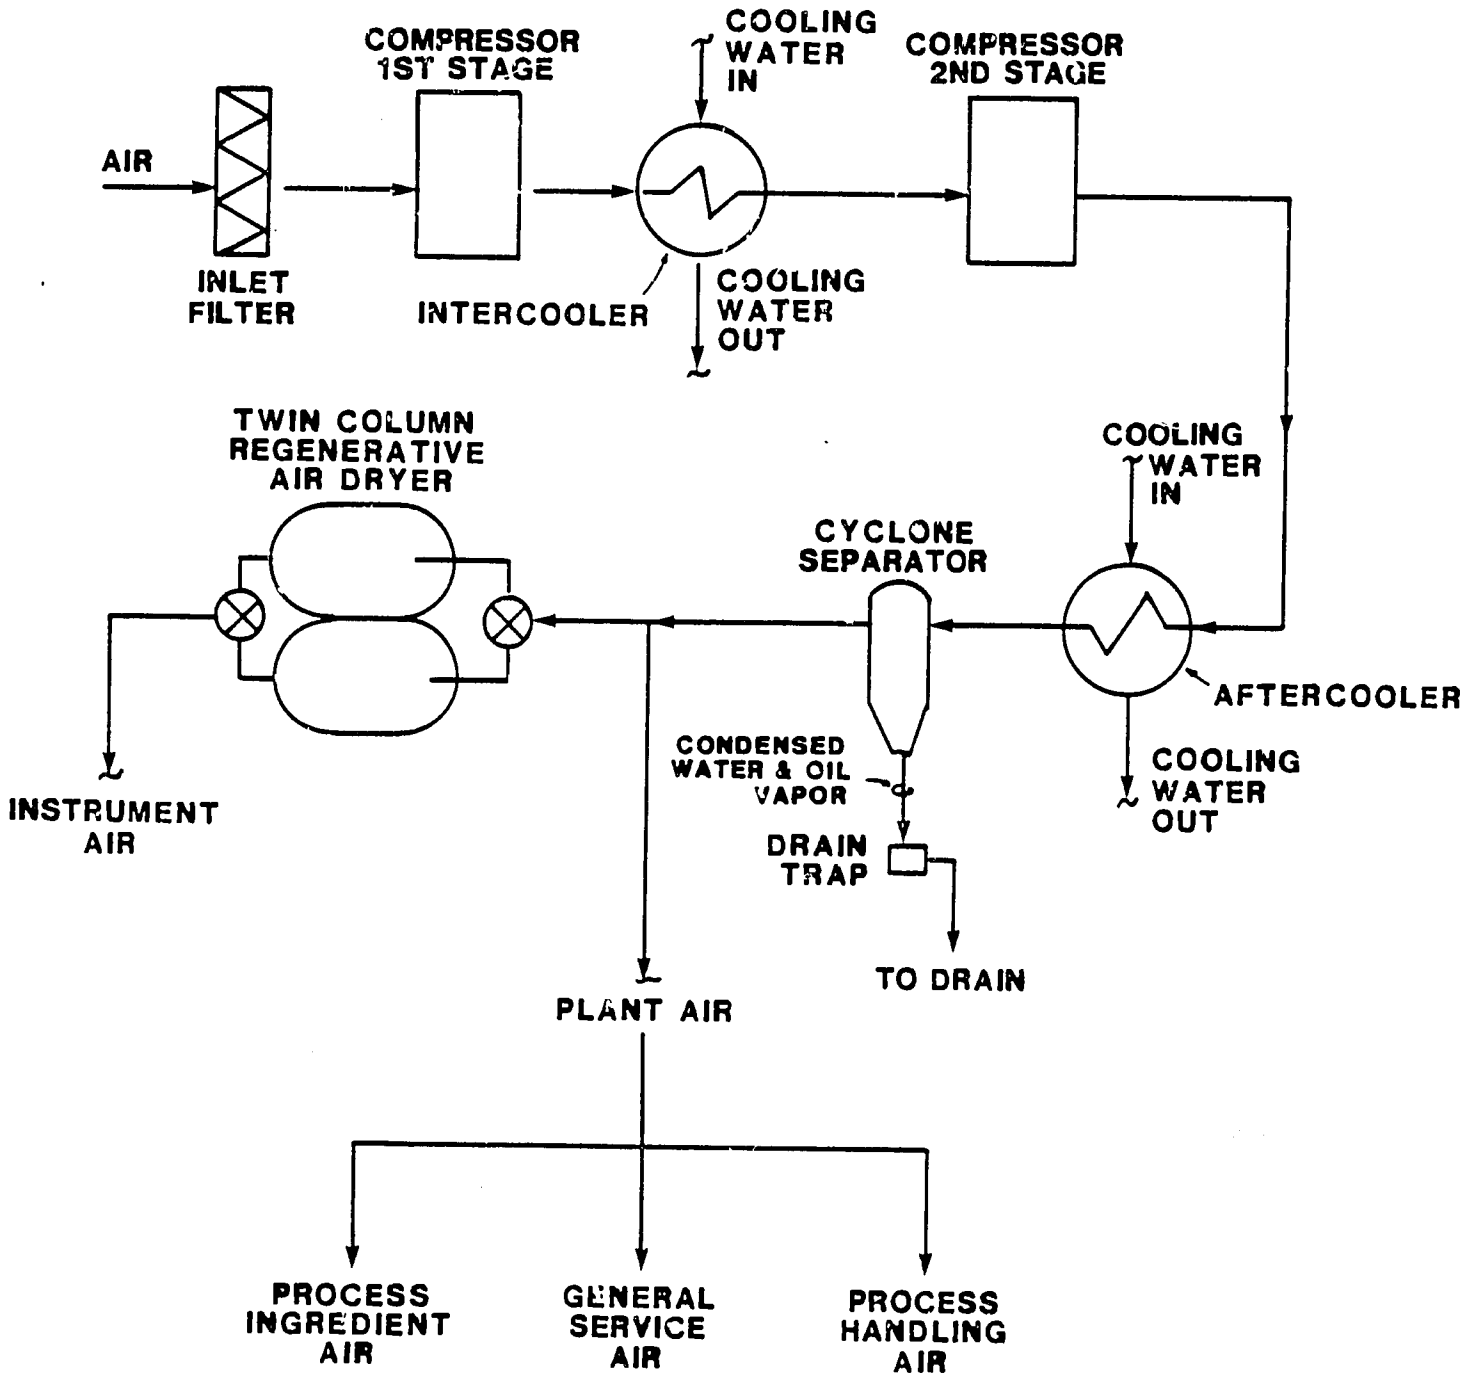 COOLING
WATER
IN
COMPRESSOR
1ST STAGE
COMPRESSOR
2ND STAGE
AIR
INLET
FILTER
INTERCOOLER
COOLING
WATER
OUT
TWIN COLUMN
REGENERATIVE
AIR DRYER
COOLING
WATER
IN
CYCLONE
SEPARATOR
AFTERCOOLER
CONDENSED
WATER & OIL
VAPOR
COOLING
WATER
OUT
INSTRUMENT
AIR
DRAIN
TRAP
TO DRAIN
PLANT AIR
PROCESS
INGREDIENT
AIR
GENERAL
SERVICE
AIR
PROCESS
HANDLING
AIR